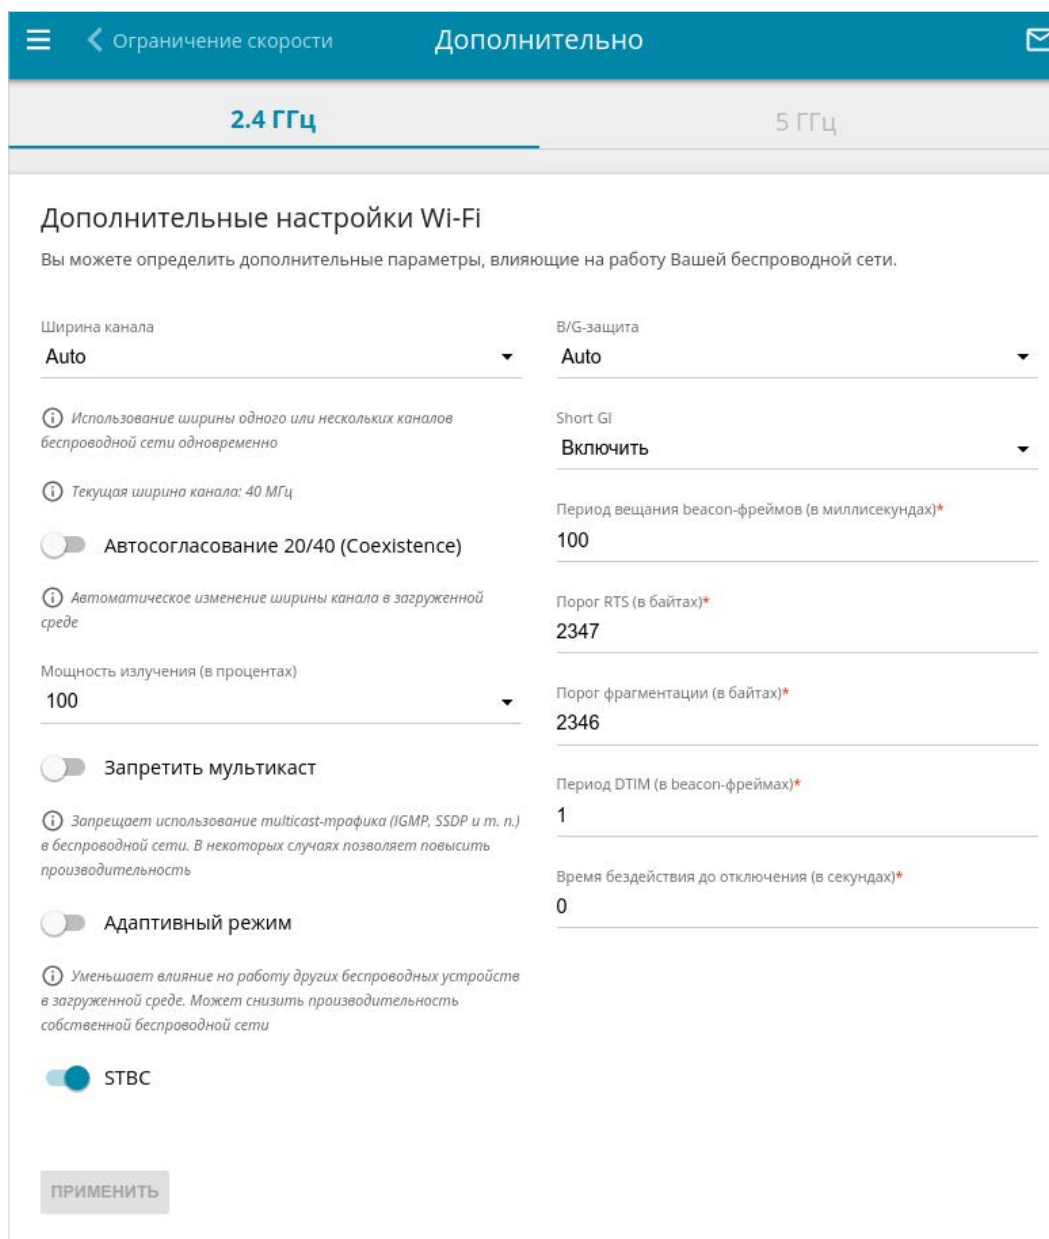 Ограничение скорости
Дополнительно
2.4 ГГц
5 ГГц
Дополнительные настройки Wi-Fi
Вы можете определить дополнительные параметры, влияющие на работу Вашей беспроводной сети.
Ширина канала
Auto
Использование ширины одного или нескольких каналов
беспроводной сети одновременно
Текущая ширина канала: 40 МГц
Автосогласование 20/40 (Coexistence)
Автоматическое изменение ширины канала в загруженной
среде
Мощность излучения (в процентах)
100
Запретить мультикаст
Запрещает использование multicast-трафика (IGMP, SSDP и т. п.)
в беспроводной сети. В некоторых случаях позволяет повысить
производительность
Адаптивный режим
Уменьшает влияние на работу других беспроводных устройств
в загруженной среде. Может снизить производительность
собственной беспроводной сети
STBC
B/G-защита
Auto
Short GI
Включить
Период вещания beacon-фреймов (в миллисекундах)*
100
Порог RTS (в байтах)*
2347
Порог фрагментации (в байтах)*
2346
Период DTIM (в beacon-фреймах)*
1
Время бездействия до отключения (в секундах)*
0
ПРИМЕНИТЬ